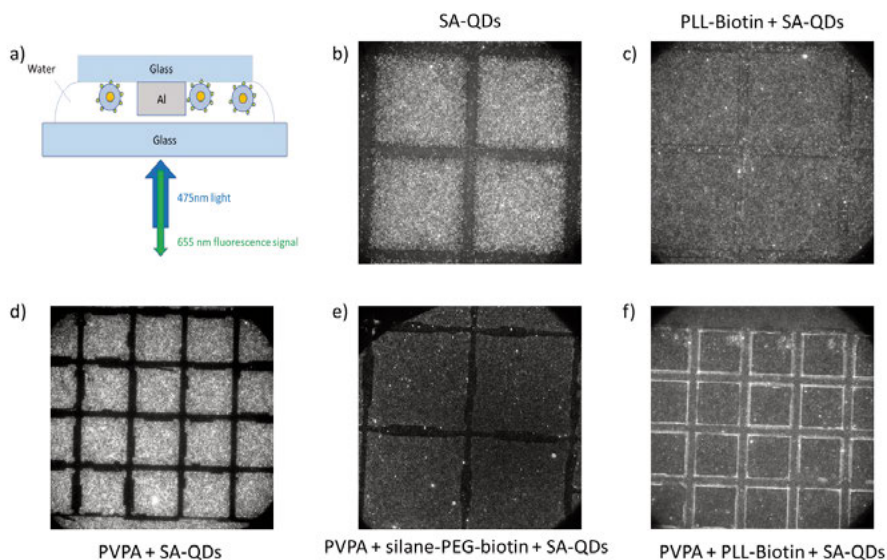 SA-QDs
PLL-Biotin + SA-QDs
a)
b)
c)
Water
Glass
Al
Glass
475nm light
655 nm fluorescence signal
d)
e)
f)
PVPA + SA-QDs
PVPA + silane-PEG-biotin + SA-QDs
PVPA + PLL-Biotin + SA-QDs